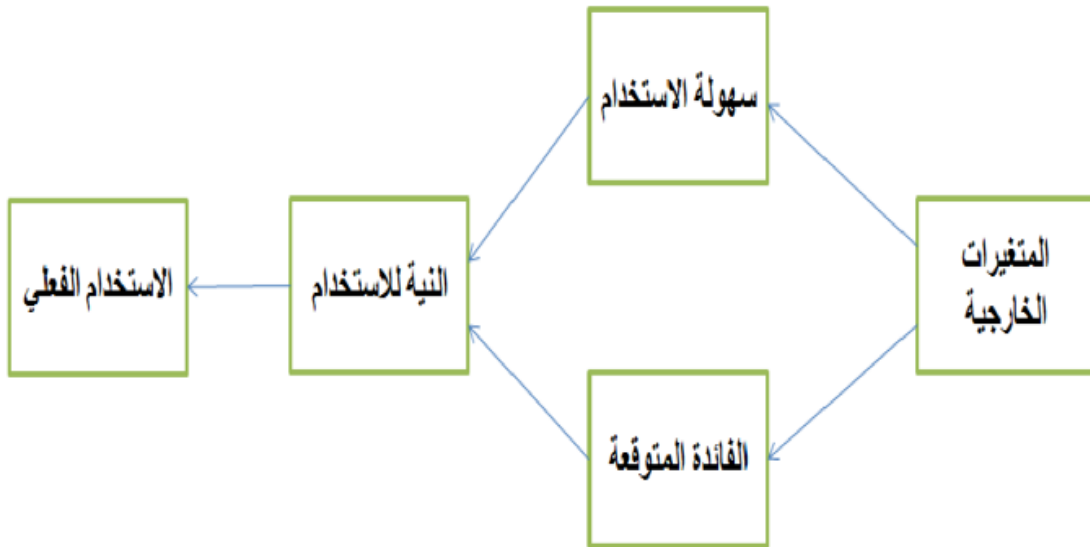 سهولة الاستخدام
المتغيرات
الخارجية
النية للاستخدام
الاستخدام الفعلي
الفائدة المتوقعة